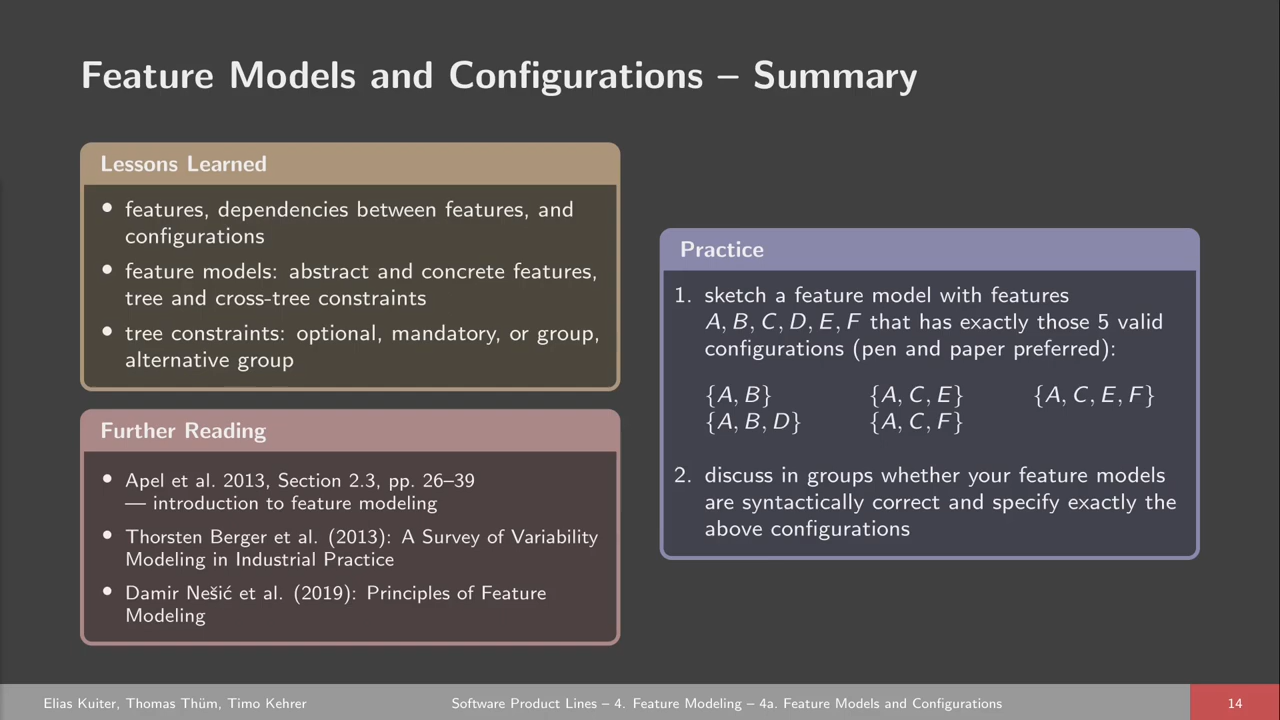 Feature Models and Configurations – Summary
Lessons Learned
• features, dependencies between features, and
configurations
• feature models: abstract and concrete features,
tree and cross-tree constraints
• tree constraints: optional, mandatory, or group,
alternative group
Further Reading
• Apel et al. 2013, Section 2.3, pp. 26–39
— introduction to feature modeling
• Thorsten Berger et al. (2013): A Survey of Variability
Modeling in Industrial Practice
• Damir Nešić et al. (2019): Principles of Feature
Modeling
Practice
1. sketch a feature model with features
A, B, C, D, E, F that has exactly those 5 valid
configurations (pen and paper preferred):
{A, B} {A, C, E} {A, C, E, F}
{A, B, D} {A, C, F}
2. discuss in groups whether your feature models
are syntactically correct and specify exactly the
above configurations
Elias Kuiter, Thomas Thüm, Timo Kehrer Software Product Lines – 4. Feature Modeling – 4a. Feature Models and Configurations 14